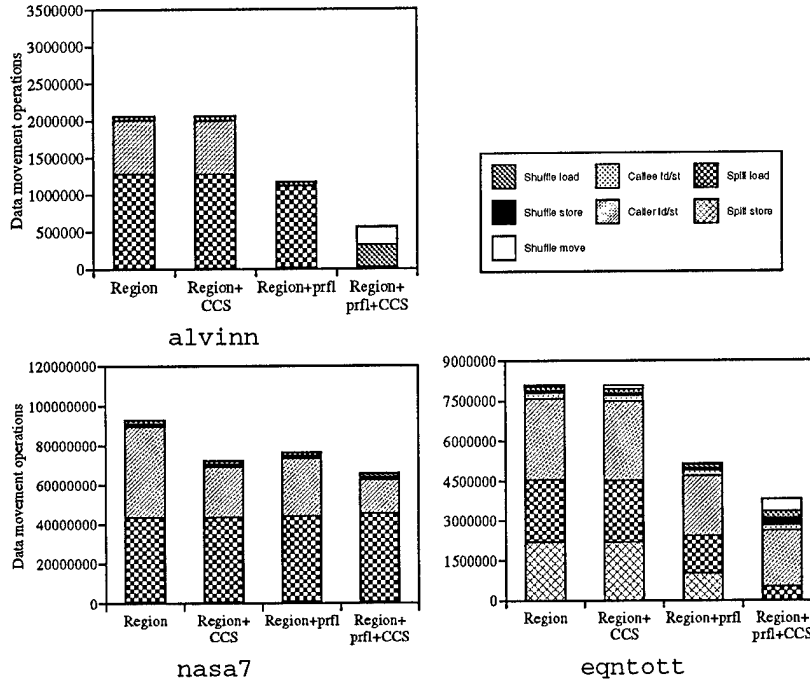 3500000
3000000
2500000
2000000
1500000
1000000
500000
0
Data movement operations
Region
Region+
CCS
Region+prfl
Region+
prfl+CCS
alvinn
Shuffle load
Callee ld/st
Spill load
Shuffle store
Caller ld/st
Spill store
Shuffle move
120000000
100000000
80000000
60000000
40000000
20000000
0
Data movement operations
Region
Region+
CCS
Region+prfl
Region+
prfl+CCS
nasa7
9000000
7500000
6000000
4500000
3000000
1500000
0
Region
Region+
CCS
Region+prfl
Region+
prfl+CCS
eqntott